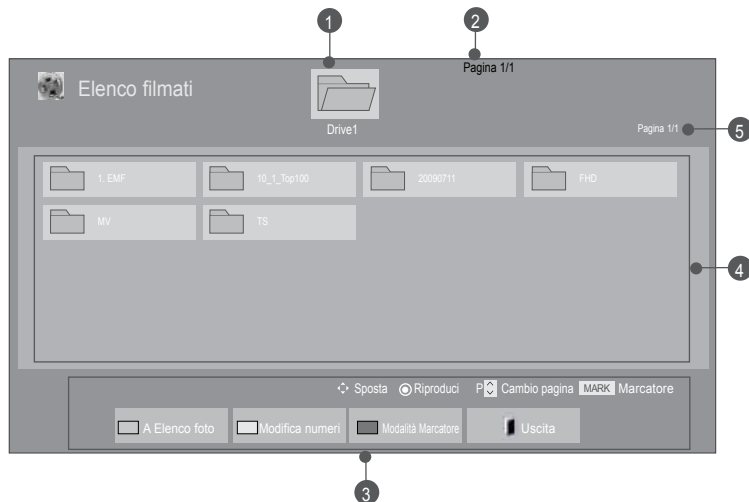 1
2
Pagina 1/1
Elenco filmati
Drive1
Pagina 1/1
5
1. EMF
10_1_Top100
20090711
FHD
MV
TS
4
Sposta
Riproduci
P
Cambio pagina
MARK
Marcatore
A Elenco foto
Modifica numeri
Modalità Marcatore
Uscita
3